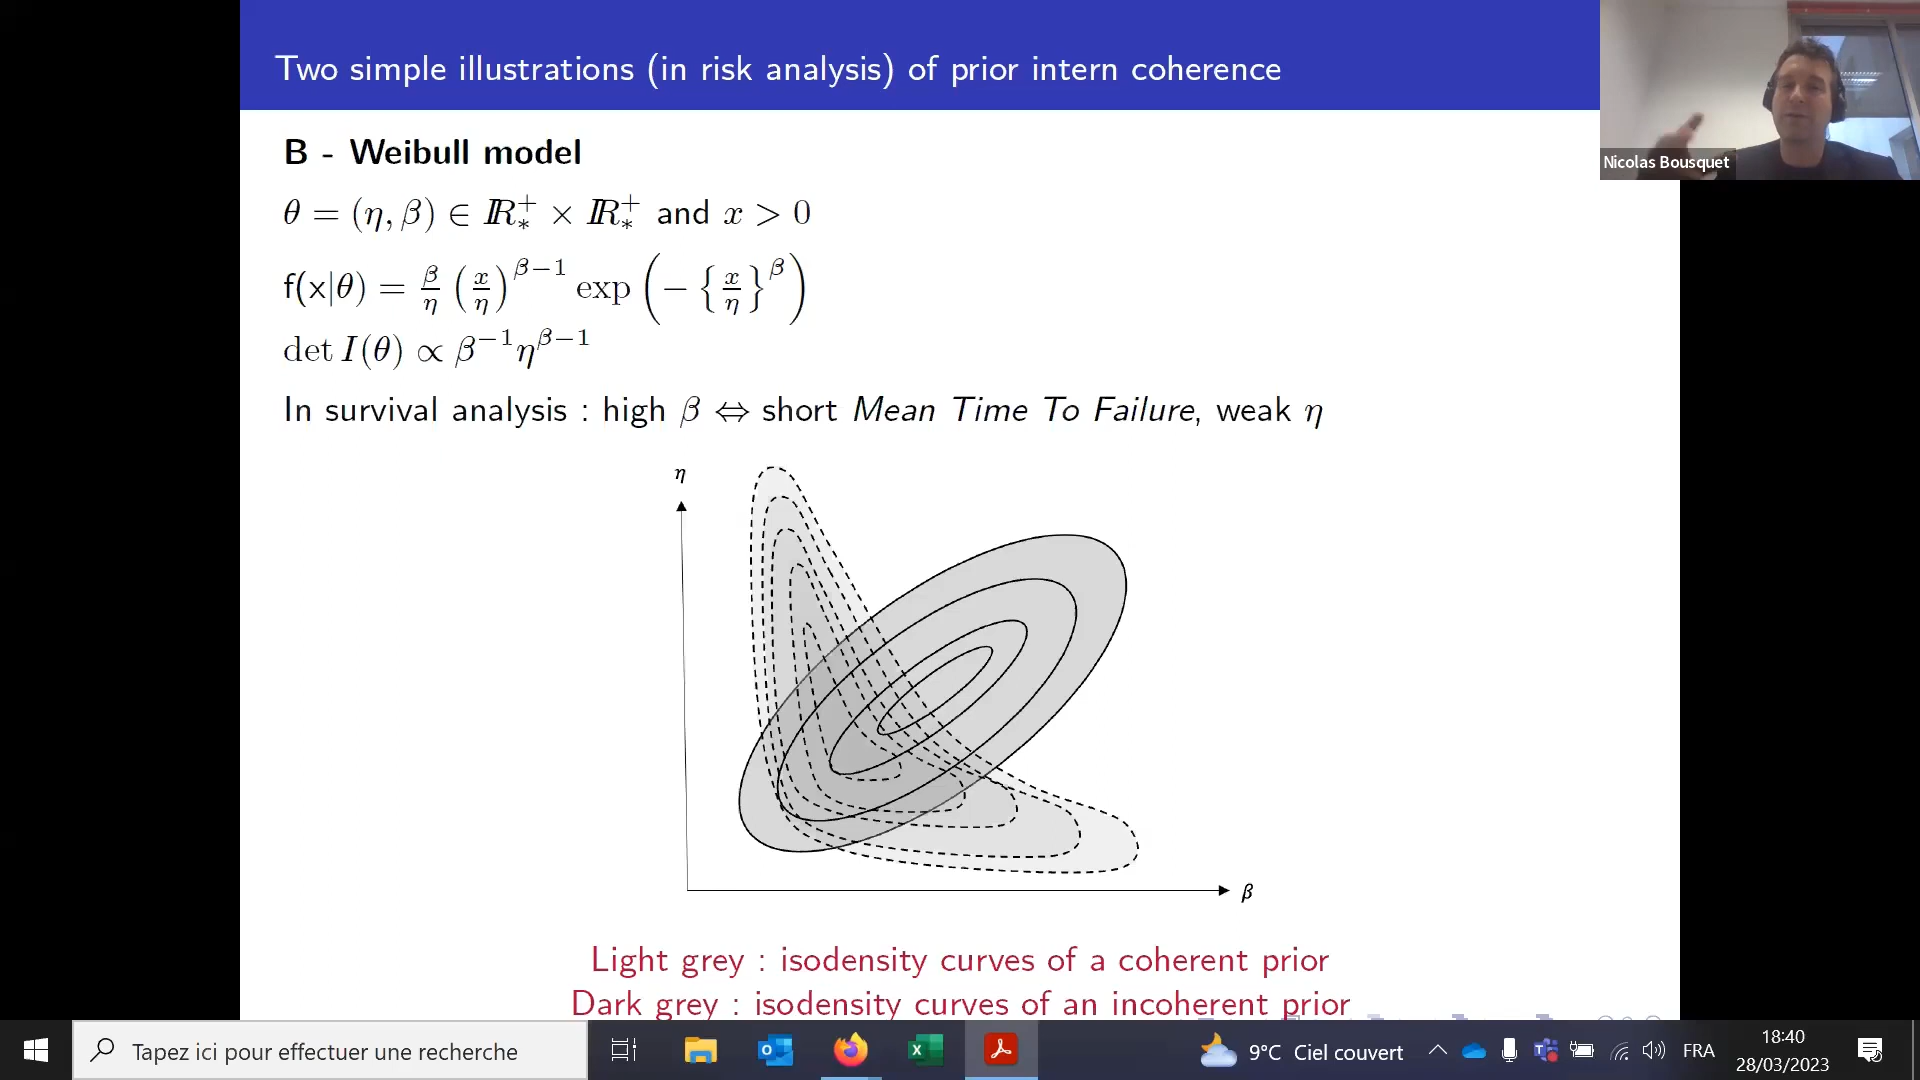 Two simple illustrations (in risk analysis) of prior intern coherence
Nicolas Bousquet
B - Weibull model
θ = (η, β) ∈ ℝ⁺* × ℝ⁺* and x > 0
f(x|θ) = β/η (x/η)^(β−1) exp(−{x/η}^β)
det I(θ) ∝ β⁻¹η^(β−1)
In survival analysis : high β ⇔ short Mean Time To Failure, weak η
η
β
Light grey : isodensity curves of a coherent prior
Dark grey : isodensity curves of an incoherent prior
Tapez ici pour effectuer une recherche
9°C Ciel couvert
FRA
18:40
28/03/2023